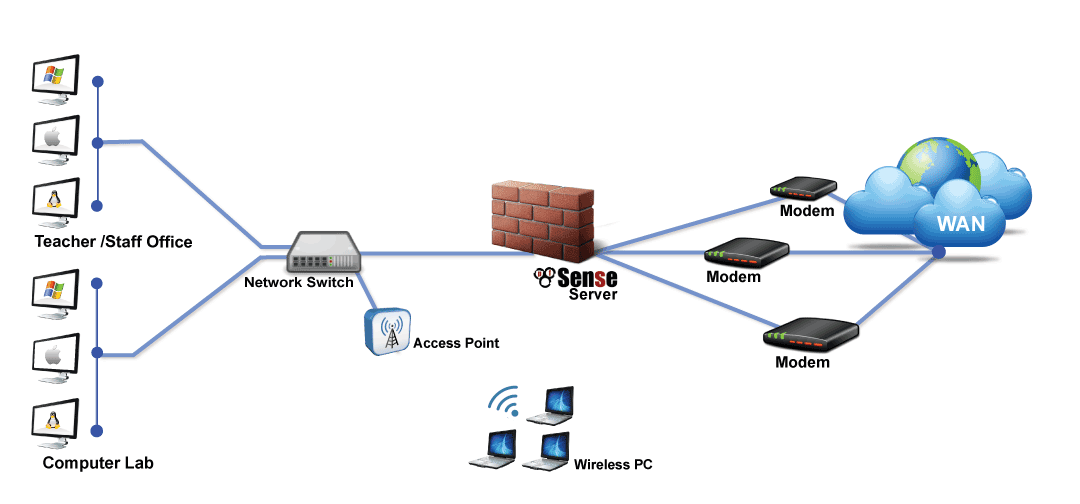 Teacher /Staff Office
Network Switch
Access Point
Computer Lab
Wireless PC
Sense
Server
Modem
Modem
Modem
WAN